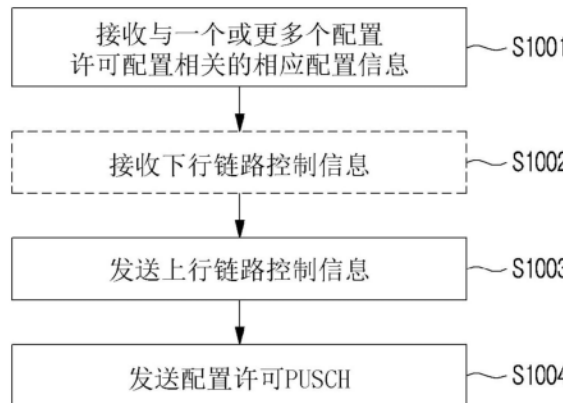 接收与一个或更多个配置
许可配置相关的相应配置信息
S1001
接收下行链路控制信息
S1002
发送上行链路控制信息
S1003
发送配置许可PUSCH
S1004